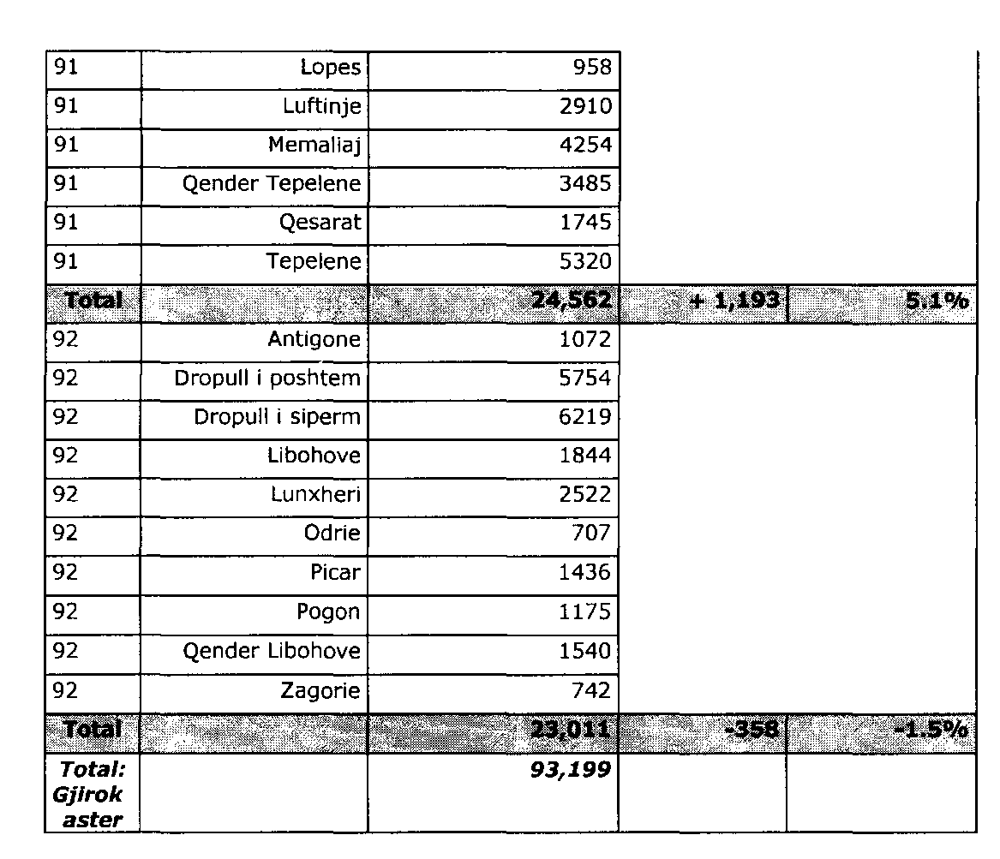 91 Lopes 958
91 Luftinje 2910
91 Memaliaj 4254
91 Qender Tepelene 3485
91 Qesarat 1745
91 Tepelene 5320
Total 24,562 + 1,193 5.1%
92 Antigone 1072
92 Dropull i poshtem 5754
92 Dropull i siperm 6219
92 Libohove 1844
92 Lunxheri 2522
92 Odrie 707
92 Picar 1436
92 Pogon 1175
92 Qender Libohove 1540
92 Zagorie 742
Total 23,011 -358 -1.5%
Total: 93,199
Gjirok
aster